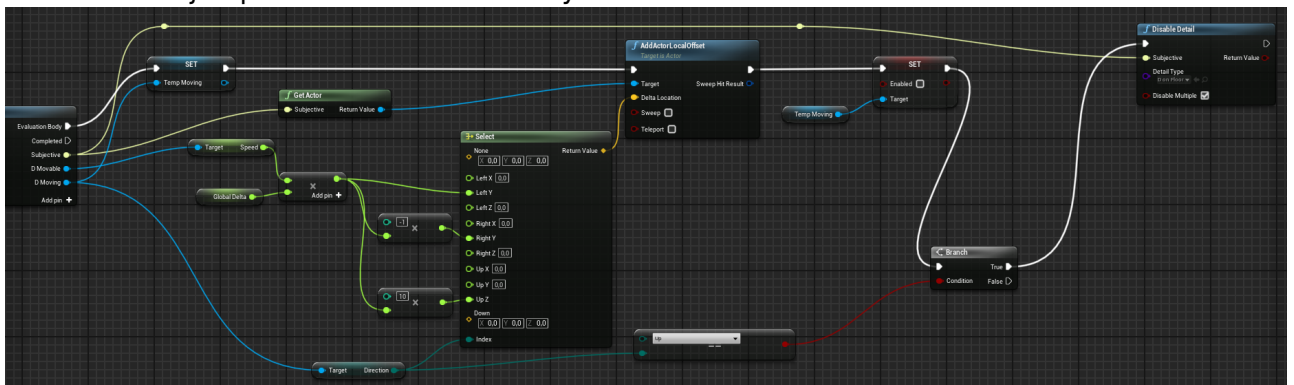 SET
Temp Moving
Evaluation Body
Completed
Subjective
D Movable
D Moving
Add pin +
GetActor
Subjective Return Value
Target Speed
Global Delta
×
Add pin +
-1 ×
10 ×
Select
None Return Value
X 0,0 Y 0,0 Z 0,0
Left X 0,0
Left Y
Left Z 0,0
Right X 0,0
Right Y
Right Z 0,0
Up X 0,0
Up Y 0,0
Up Z
Down
X 0,0 Y 0,0 Z 0,0
Index
Target Direction
AddActorLocalOffset
Target is Actor
Target Sweep Hit Result
Delta Location
Sweep
Teleport
Up
==
SET
Enabled
Target
Temp Moving
Branch
True
Condition False
Disable Detail
Subjective Return Value
Detail Type
Disable Multiple